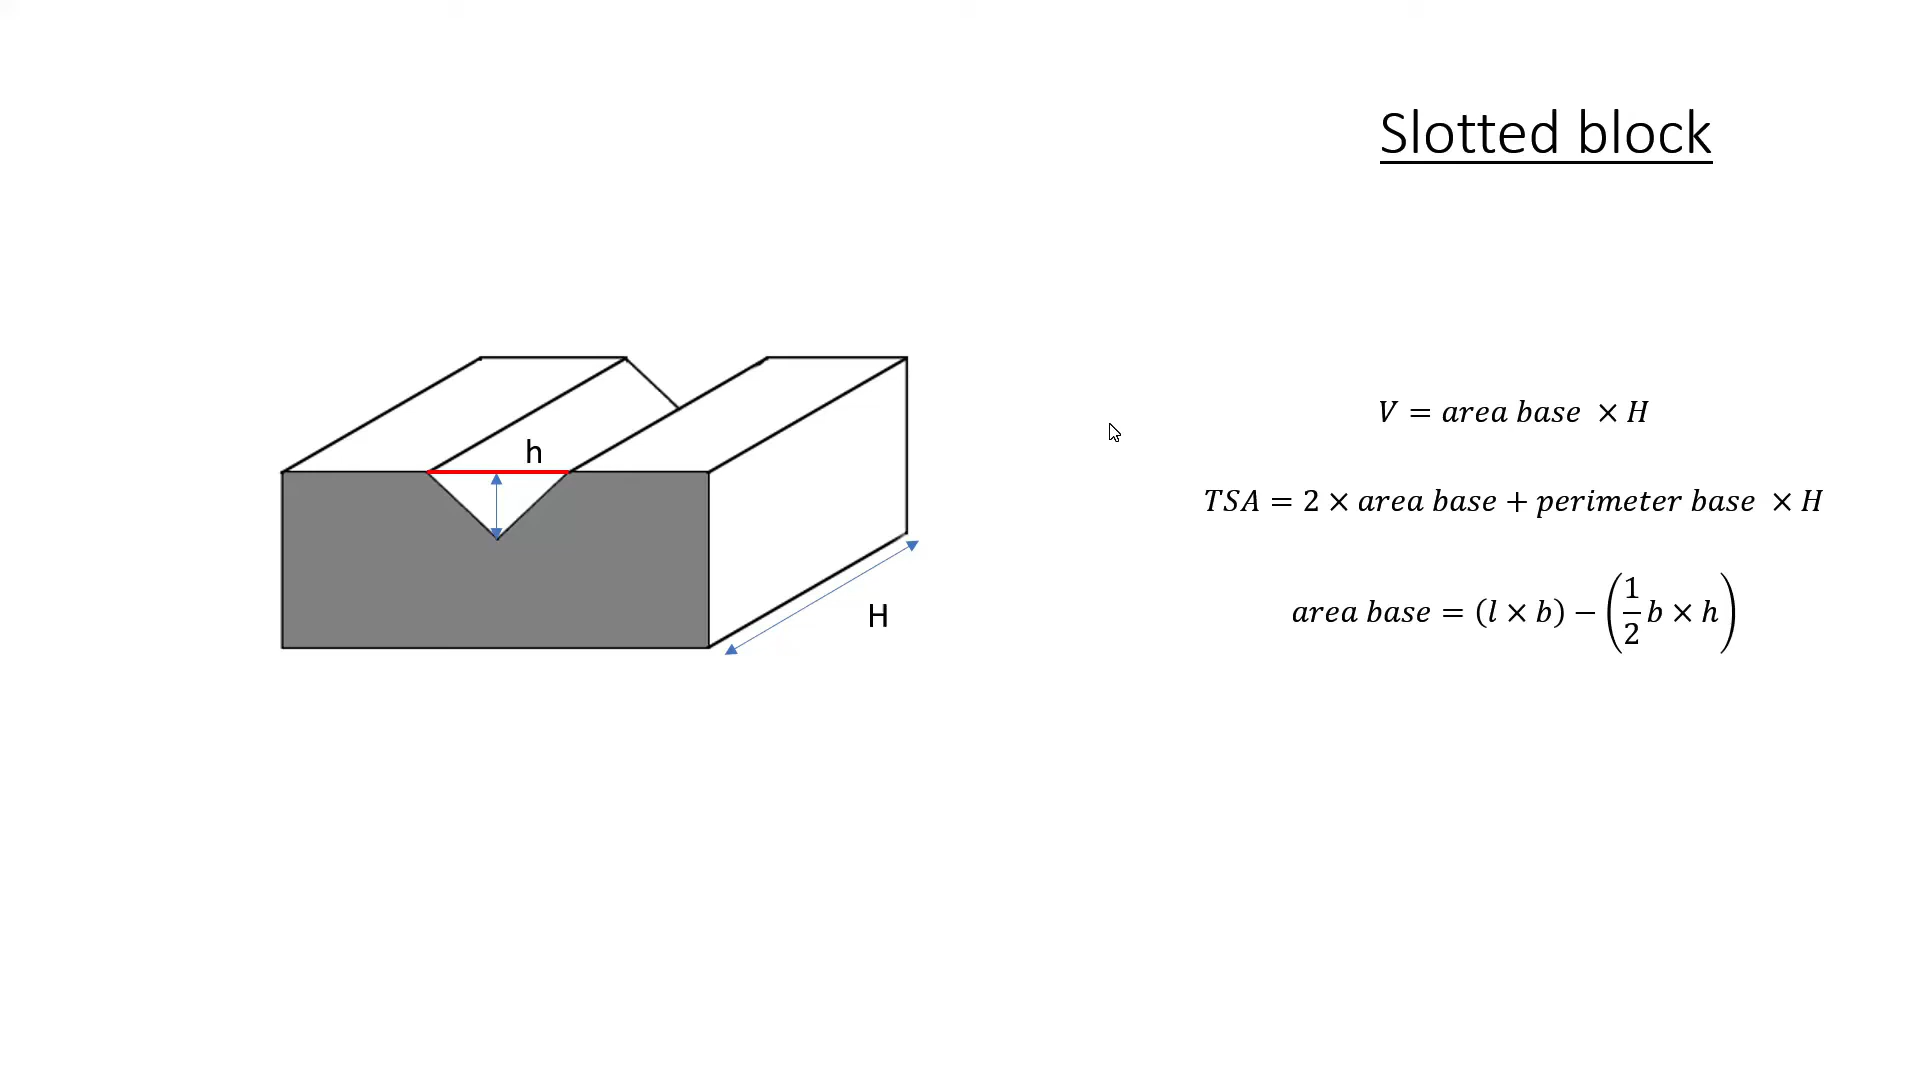 Slotted block
h
H
V = area base × H
TSA = 2 × area base + perimeter base × H
area base = (l × b) − (1/2 b × h)